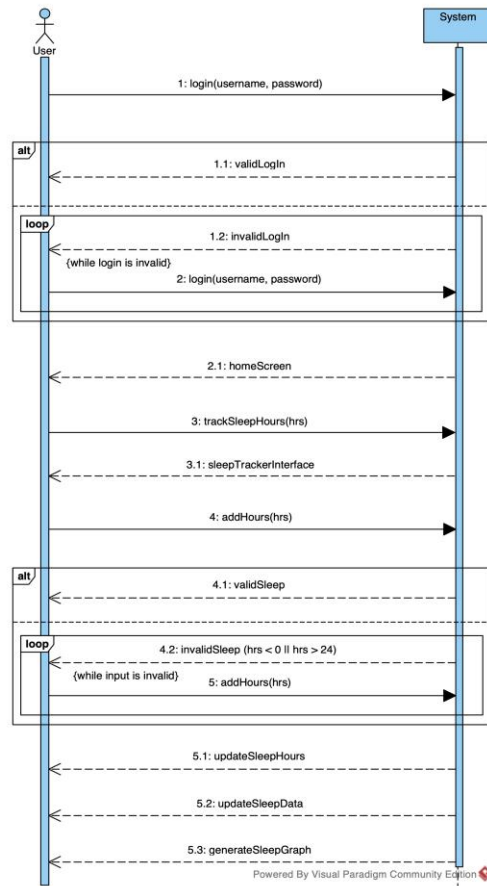 User
System
1: login(username, password)
alt
1.1: validLogIn
loop
1.2: invalidLogIn
{while login is invalid}
2: login(username, password)
2.1: homeScreen
3: trackSleepHours(hrs)
3.1: sleepTrackerInterface
4: addHours(hrs)
alt
4.1: validSleep
loop
4.2: invalidSleep (hrs < 0 || hrs > 24)
{while input is invalid}
5: addHours(hrs)
5.1: updateSleepHours
5.2: updateSleepData
5.3: generateSleepGraph
Powered By Visual Paradigm Community Edition